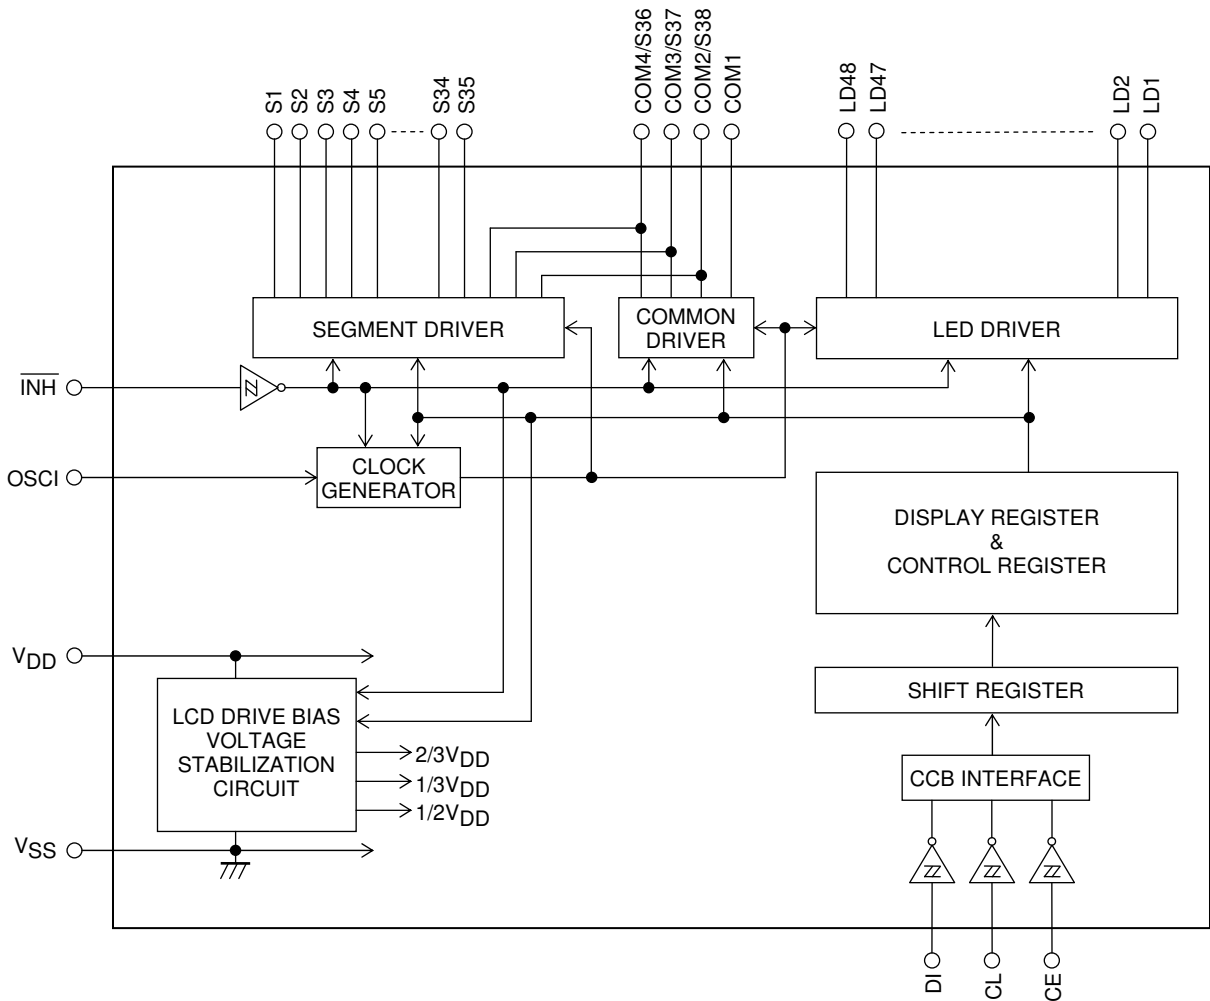 S1
S2
S3
S4
S5
S34
S35
COM4/S36
COM3/S37
COM2/S38
COM1
LD48
LD47
LD2
LD1
SEGMENT DRIVER
COMMON
DRIVER
LED DRIVER
INH
OSCI
CLOCK
GENERATOR
DISPLAY REGISTER
&
CONTROL REGISTER
VDD
SHIFT REGISTER
LCD DRIVE BIAS
VOLTAGE
STABILIZATION
CIRCUIT
2/3VDD
1/3VDD
1/2VDD
CCB INTERFACE
VSS
DI
CL
CE